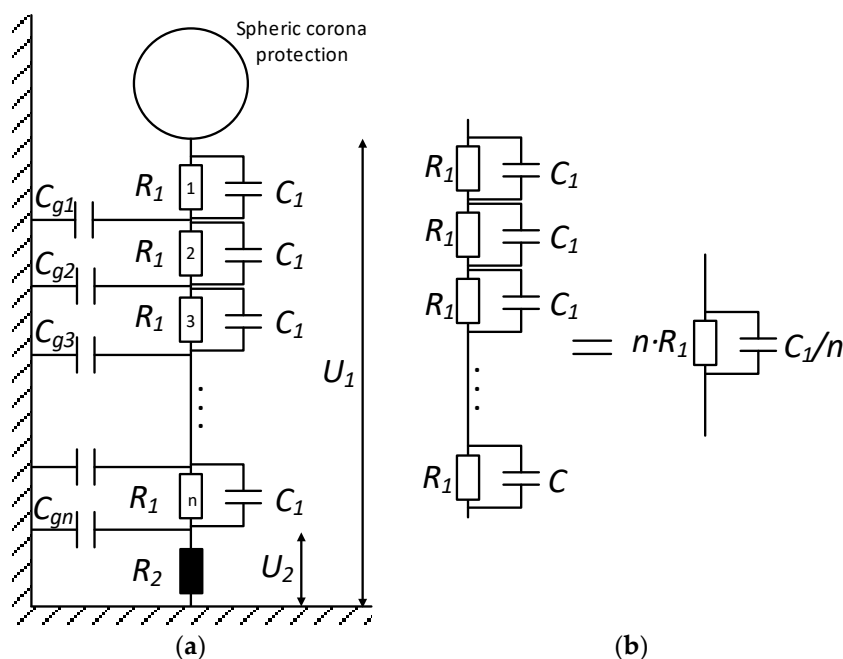 Spheric corona
protection
R1 1 C1
Cg1
R1 2 C1
Cg2
R1 3 C1
Cg3
U1
R1 n C1
Cgn
R2 U2
(a)
R1 C1
R1 C1
R1 C1
= n·R1 C1/n
R1 C
(b)